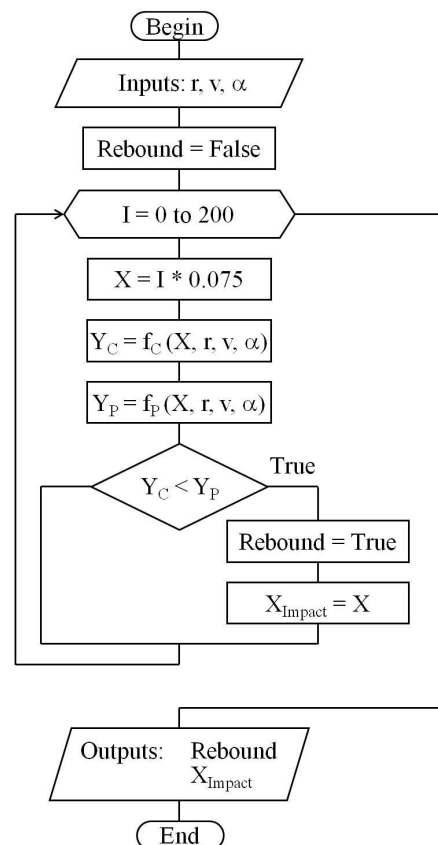 Begin
Inputs: r, v, α
Rebound = False
I = 0 to 200
X = I * 0.075
Y_C = f_C (X, r, v, α)
Y_P = f_P (X, r, v, α)
True
Y_C < Y_P
Rebound = True
X_Impact = X
Outputs: Rebound
X_Impact
End